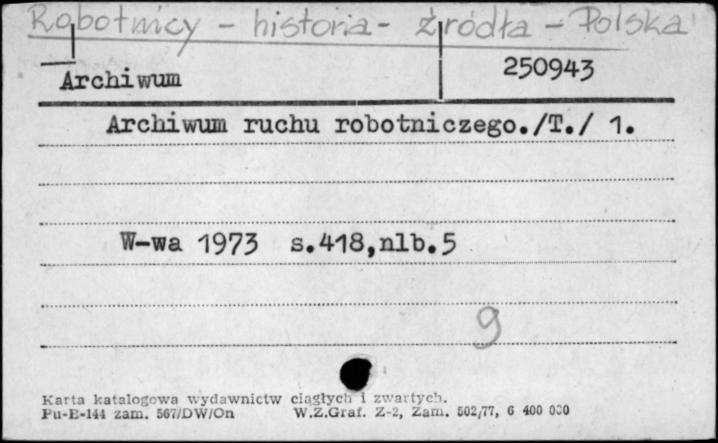 Robotnicy - historia - źródła - Polska
Archiwum 250943
Archiwum ruchu robotniczego./T./ 1.
W-wa 1973 s.418,nlb.5
9
Karta katalogowa wydawnictw ciągłych i zwartych.
Pu-E-144 zam. 567/DW/On W.Z.Graf. Z-2, Zam. 502/77, 6 400 000